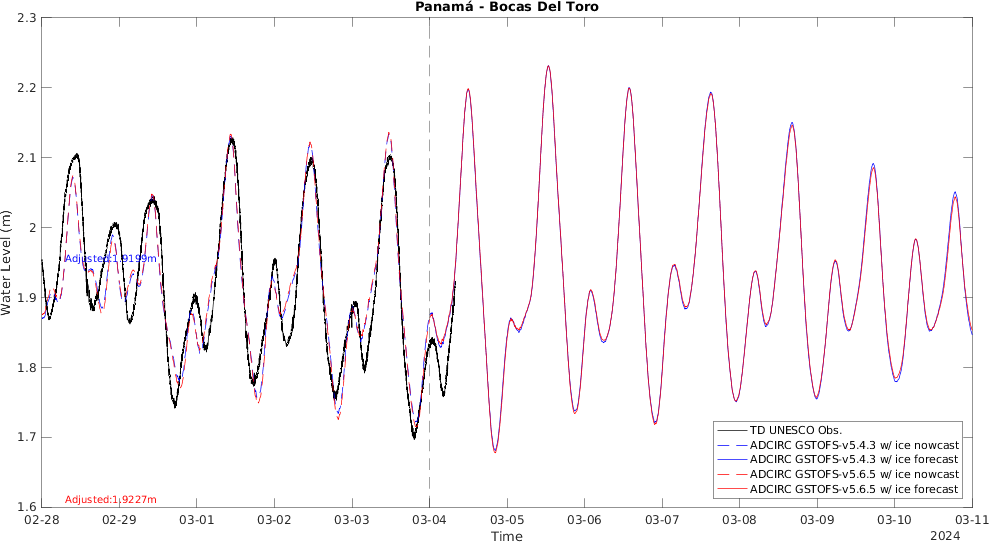 Panamá - Bocas Del Toro
2.3
2.2
2.1
2
1.9
1.8
1.7
1.6
Water Level (m)
Adjusted:1.9199m
Adjusted:1.9227m
TD UNESCO Obs.
ADCIRC GSTOFS-v5.4.3 w/ ice nowcast
ADCIRC GSTOFS-v5.4.3 w/ ice forecast
ADCIRC GSTOFS-v5.6.5 w/ ice nowcast
ADCIRC GSTOFS-v5.6.5 w/ ice forecast
02-28 02-29 03-01 03-02 03-03 03-04 03-05 03-06 03-07 03-08 03-09 03-10 03-11
Time
2024